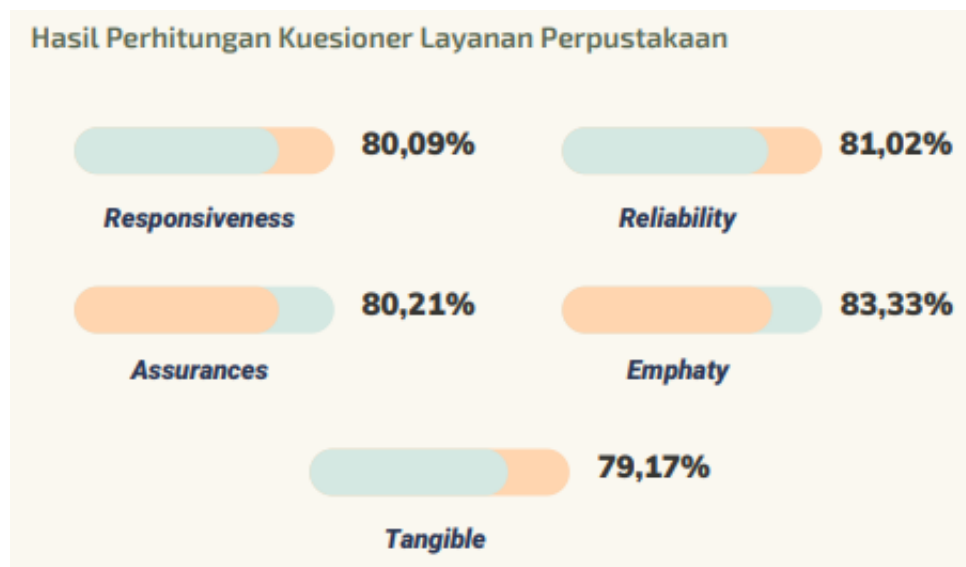 Hasil Perhitungan Kuesioner Layanan Perpustakaan
80,09%
Responsiveness
81,02%
Reliability
80,21%
Assurances
83,33%
Emphaty
79,17%
Tangible